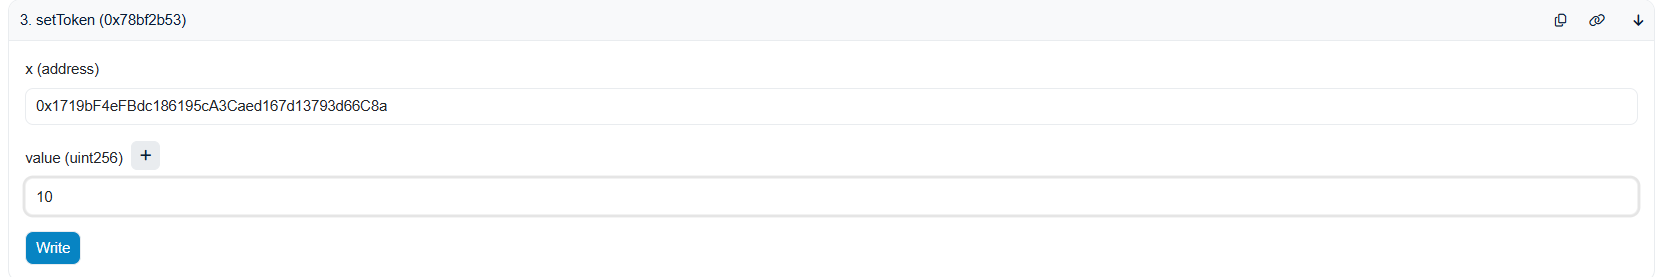 3. setToken (0x78bf2b53)
x (address)
0x1719bF4eFBdc186195cA3Caed167d13793d66C8a
value (uint256) +
10
Write